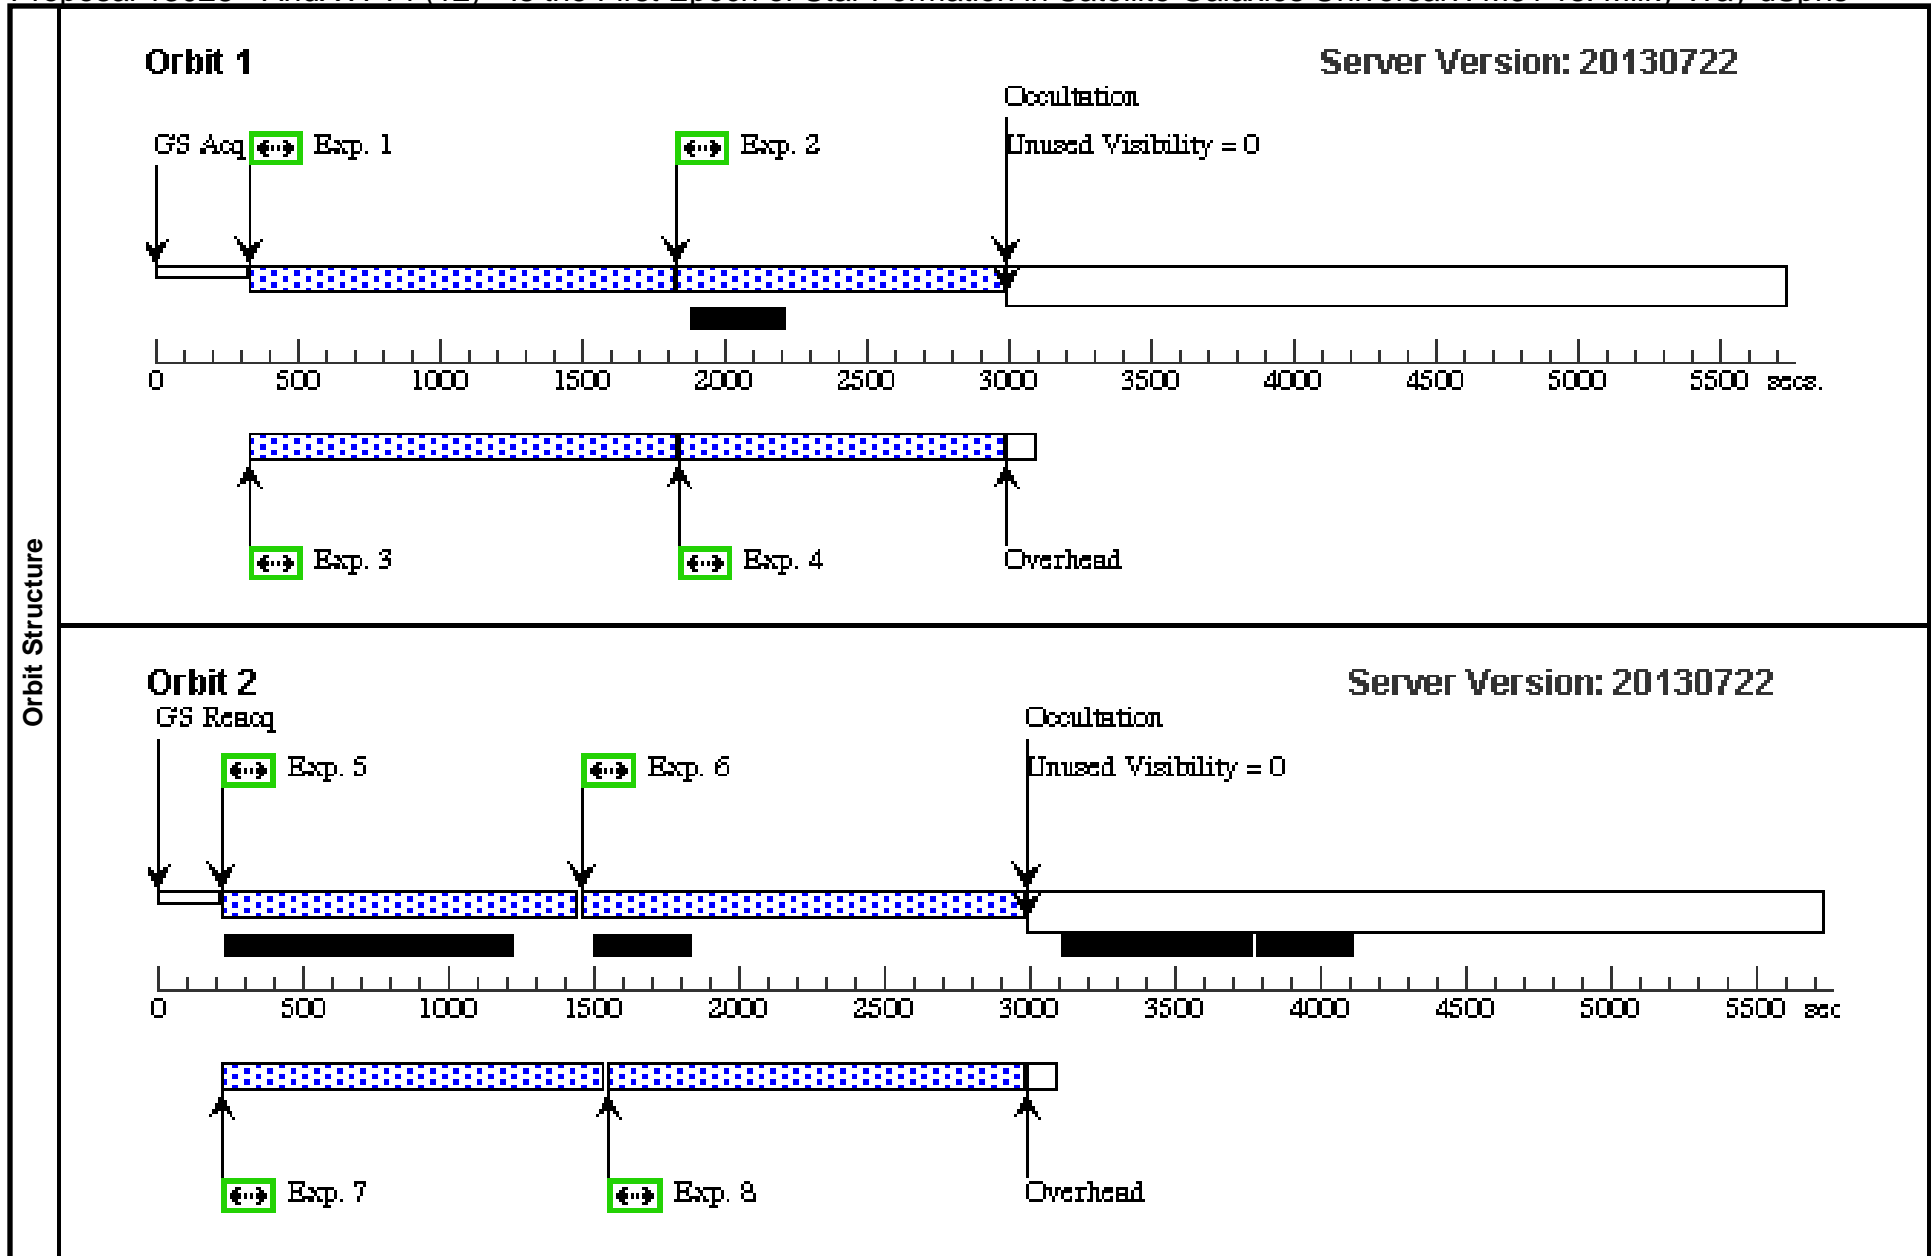 Orbit Structure
Orbit 1
Server Version: 20130722
Occultation
GS Acq Exp. 1 Exp. 2 Unused Visibility = 0
0 500 1000 1500 2000 2500 3000 3500 4000 4500 5000 5500 secs.
Exp. 3 Exp. 4 Overhead
Orbit 2
Server Version: 20130722
GS Reacq Occultation
Exp. 5 Exp. 6 Unused Visibility = 0
0 500 1000 1500 2000 2500 3000 3500 4000 4500 5000 5500 sec
Exp. 7 Exp. 8 Overhead